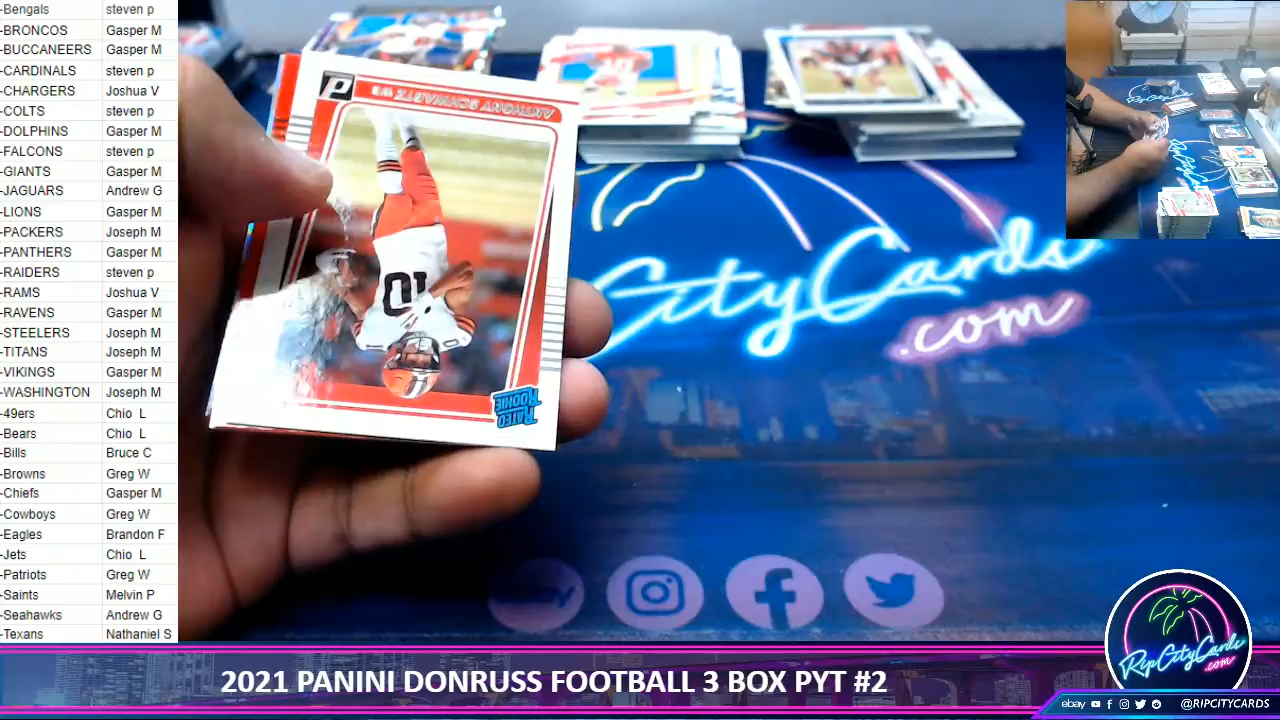 -Bengals steven p
-BRONCOS Gasper M
-BUCCANEERS Gasper M
-CARDINALS steven p
-CHARGERS Joshua V
-COLTS steven p
-DOLPHINS Gasper M
-FALCONS steven p
-GIANTS Gasper M
-JAGUARS Andrew G
-LIONS Gasper M
-PACKERS Joseph M
-PANTHERS Gasper M
-RAIDERS steven p
-RAMS Joshua V
-RAVENS Gasper M
-STEELERS Joseph M
-TITANS Joseph M
-VIKINGS Gasper M
-WASHINGTON Joseph M
-49ers Chio L
-Bears Chio L
-Bills Bruce C
-Browns Greg W
-Chiefs Gasper M
-Cowboys Greg W
-Eagles Brandon F
-Jets Chio L
-Patriots Greg W
-Saints Melvin P
-Seahawks Andrew G
-Texans Nathaniel S
ANTHONY SCHWARTZ WR
P
10
RATED
ROOKIE
CityCards
.com
RipCityCards
.com
2021 PANINI DONRUSS FOOTBALL 3 BOX PYT #2
ebay @RIPCITYCARDS